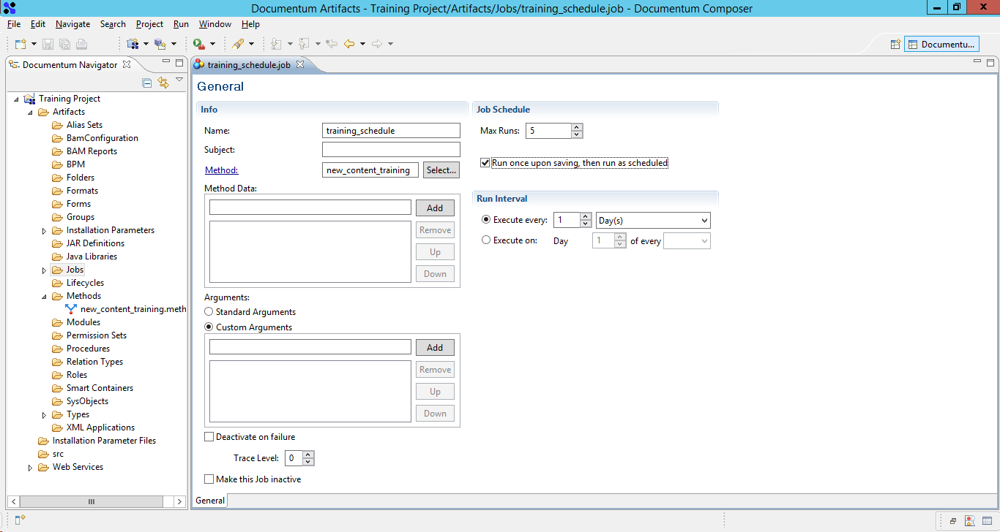 Documentum Artifacts - Training Project/Artifacts/Jobs/training_schedule.job - Documentum Composer
File Edit Navigate Search Project Run Window Help
Documentu...
Documentum Navigator
Training Project
Artifacts
Alias Sets
BamConfiguration
BAM Reports
BPM
Folders
Formats
Forms
Groups
Installation Parameters
JAR Definitions
Java Libraries
Jobs
Lifecycles
Methods
new_content_training.meth
Modules
Permission Sets
Procedures
Relation Types
Roles
Smart Containers
SysObjects
Types
XML Applications
Installation Parameter Files
src
Web Services
training_schedule.job
General
Info
Name: training_schedule
Subject:
Method: new_content_training Select...
Method Data:
Add
Remove
Up
Down
Arguments:
Standard Arguments
Custom Arguments
Add
Remove
Up
Down
Deactivate on failure
Trace Level: 0
Make this Job inactive
Job Schedule
Max Runs: 5
Run once upon saving, then run as scheduled
Run Interval
Execute every: 1 Day(s)
Execute on: Day 1 of every
General